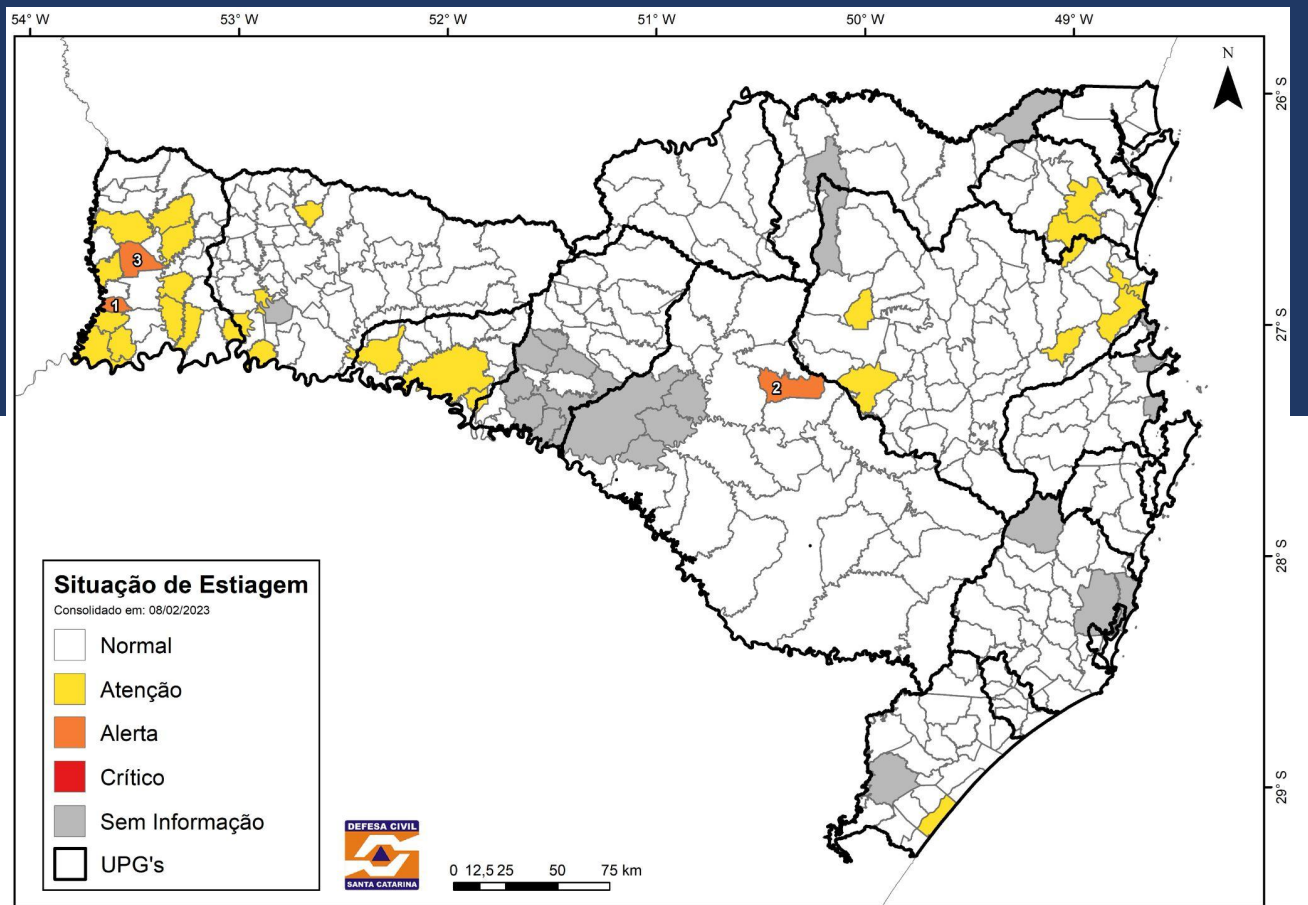 54° W
53° W
52° W
51° W
50° W
49° W
N
26° S
27° S
28° S
29° S
3
1
2
Situação de Estiagem
Consolidado em: 08/02/2023
Normal
Atenção
Alerta
Crítico
Sem Informação
UPG's
DEFESA CIVIL
SANTA CATARINA
0 12,5 25 50 75 km